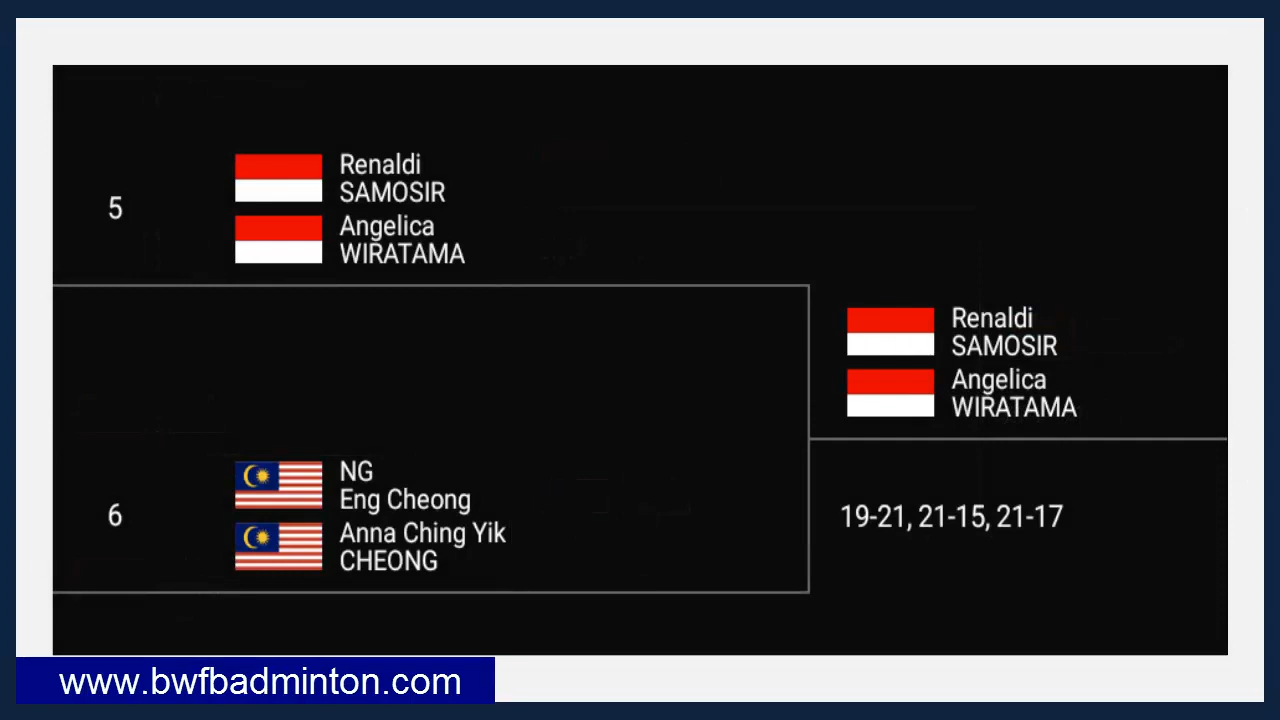 5
Renaldi
SAMOSIR
Angelica
WIRATAMA
Renaldi
SAMOSIR
Angelica
WIRATAMA
6
NG
Eng Cheong
Anna Ching Yik
CHEONG
19-21, 21-15, 21-17
www.bwfbadminton.com